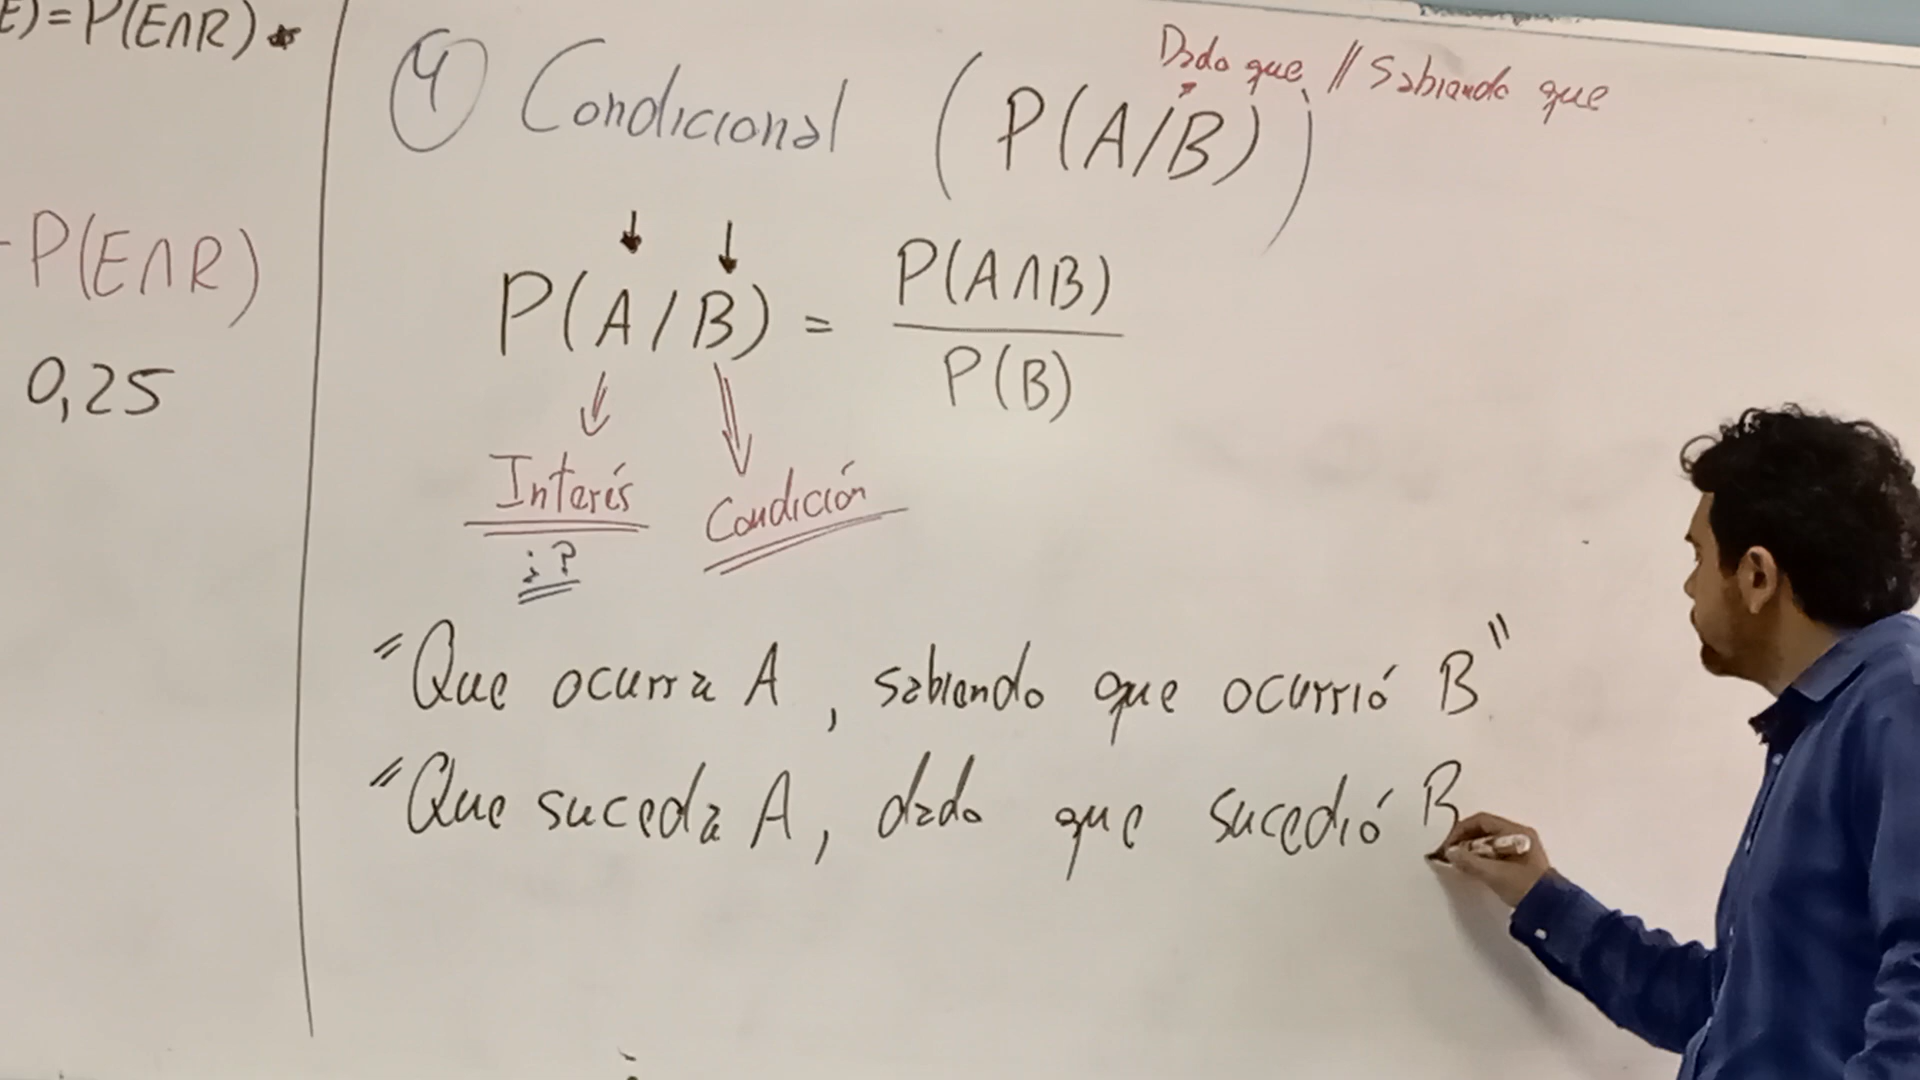 E)=P(E∩R)
-P(E∩R)
0,25
4 Condicional (P(A/B))
Dado que // Sabiendo que
P(A/B) = P(A∩B)
P(B)
Interés
¿?
Condición
"Que ocurra A, sabiendo que ocurrió B"
"Que suceda A, dado que sucedió B